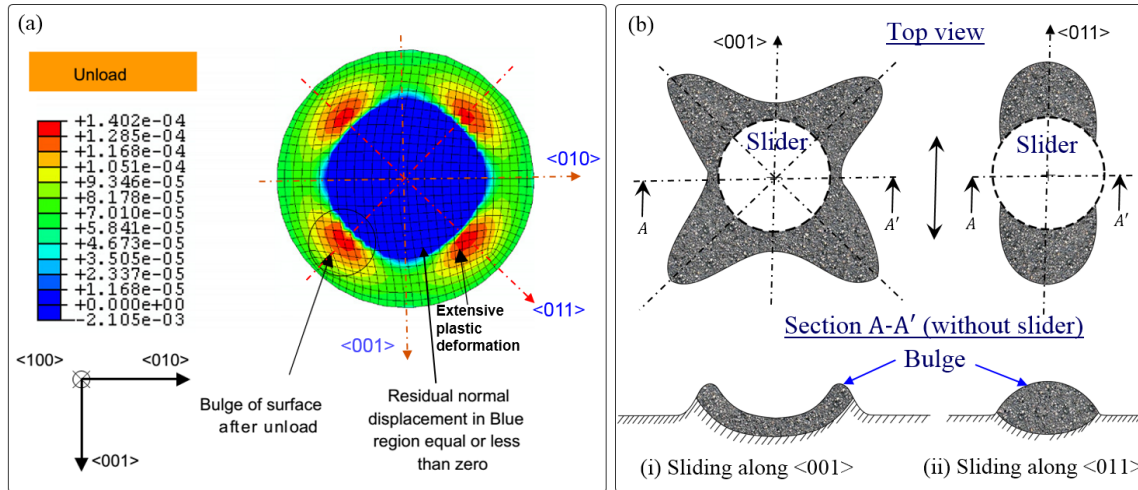 (a)
Unload
+1.402e-04
+1.285e-04
+1.168e-04
+1.051e-04
+9.346e-05
+8.178e-05
+7.010e-05
+5.841e-05
+4.673e-05
+3.505e-05
+2.337e-05
+1.168e-05
+0.000e+00
-2.105e-03
<010>
<011>
<001>
Extensive
plastic
deformation
<100>
<010>
<001>
Bulge of surface
after unload
Residual normal
displacement in Blue
region equal or less
than zero
(b)
Top view
<001>
<011>
Slider
Slider
A
A′
A
A′
Section A-A′ (without slider)
Bulge
(i) Sliding along <001>
(ii) Sliding along <011>